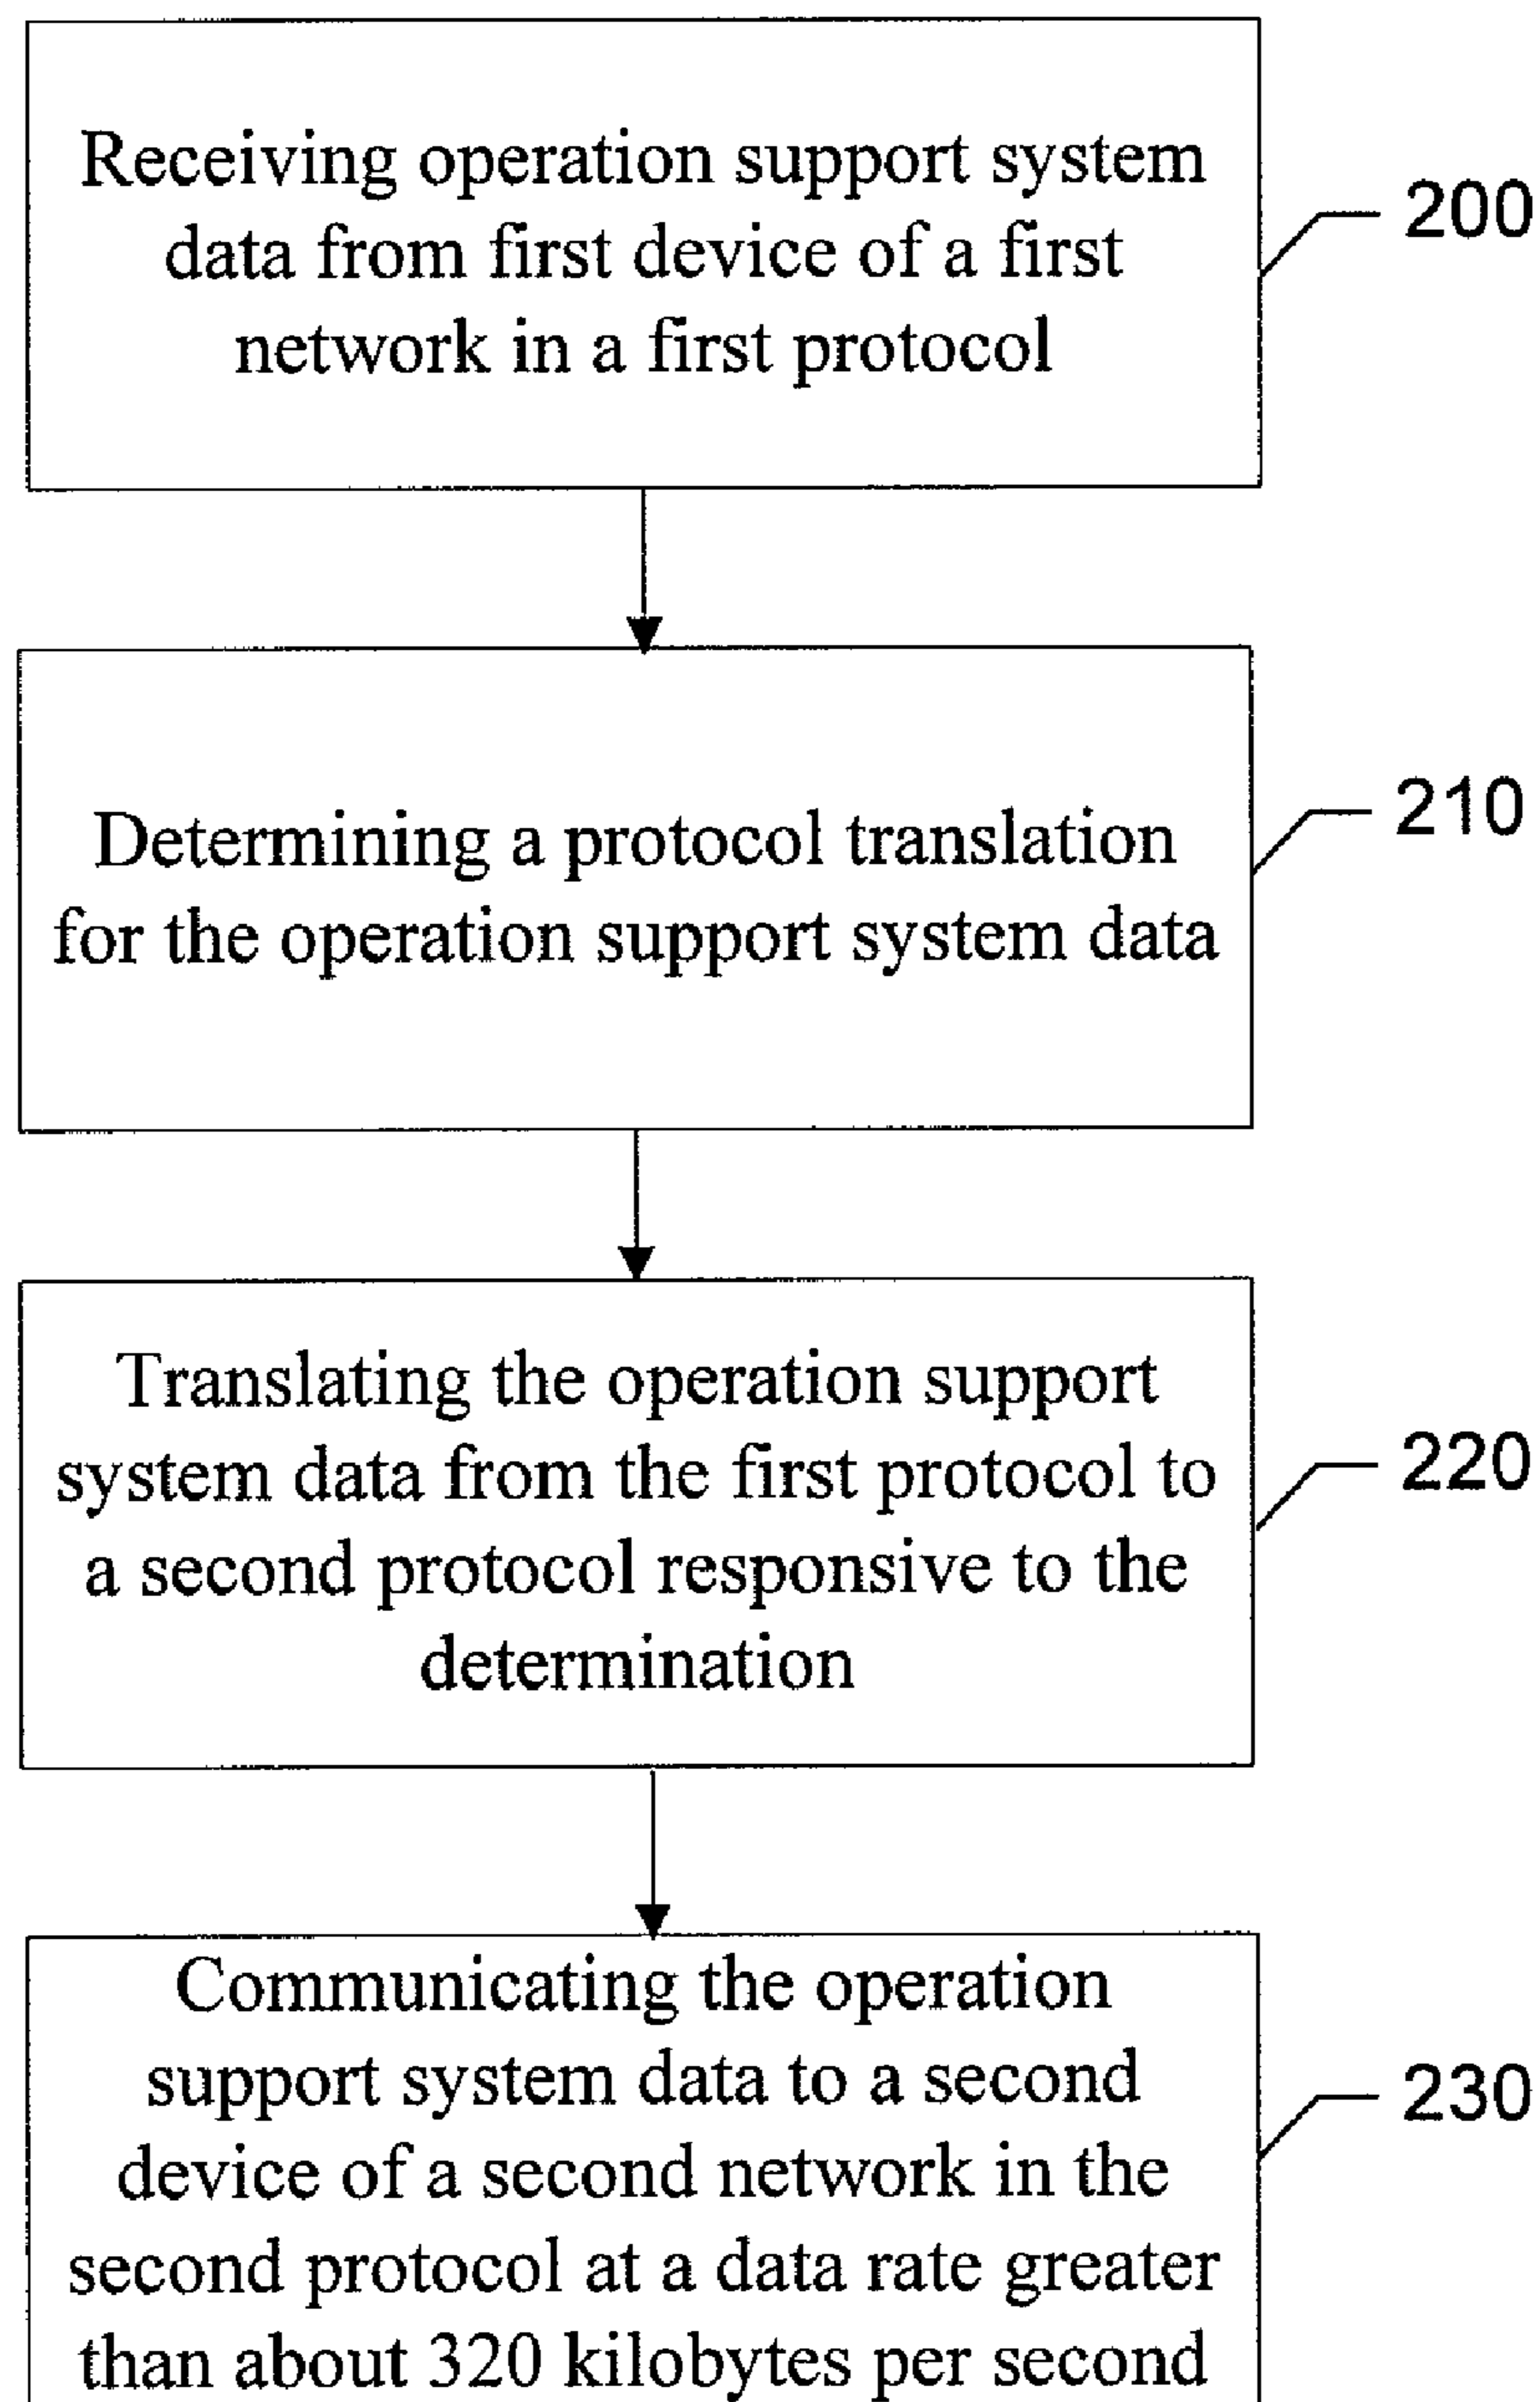 Receiving operation support system
data from first device of a first
network in a first protocol
200
Determining a protocol translation
for the operation support system data
210
Translating the operation support
system data from the first protocol to
a second protocol responsive to the
determination
220
Communicating the operation
support system data to a second
device of a second network in the
second protocol at a data rate greater
than about 320 kilobytes per second
230